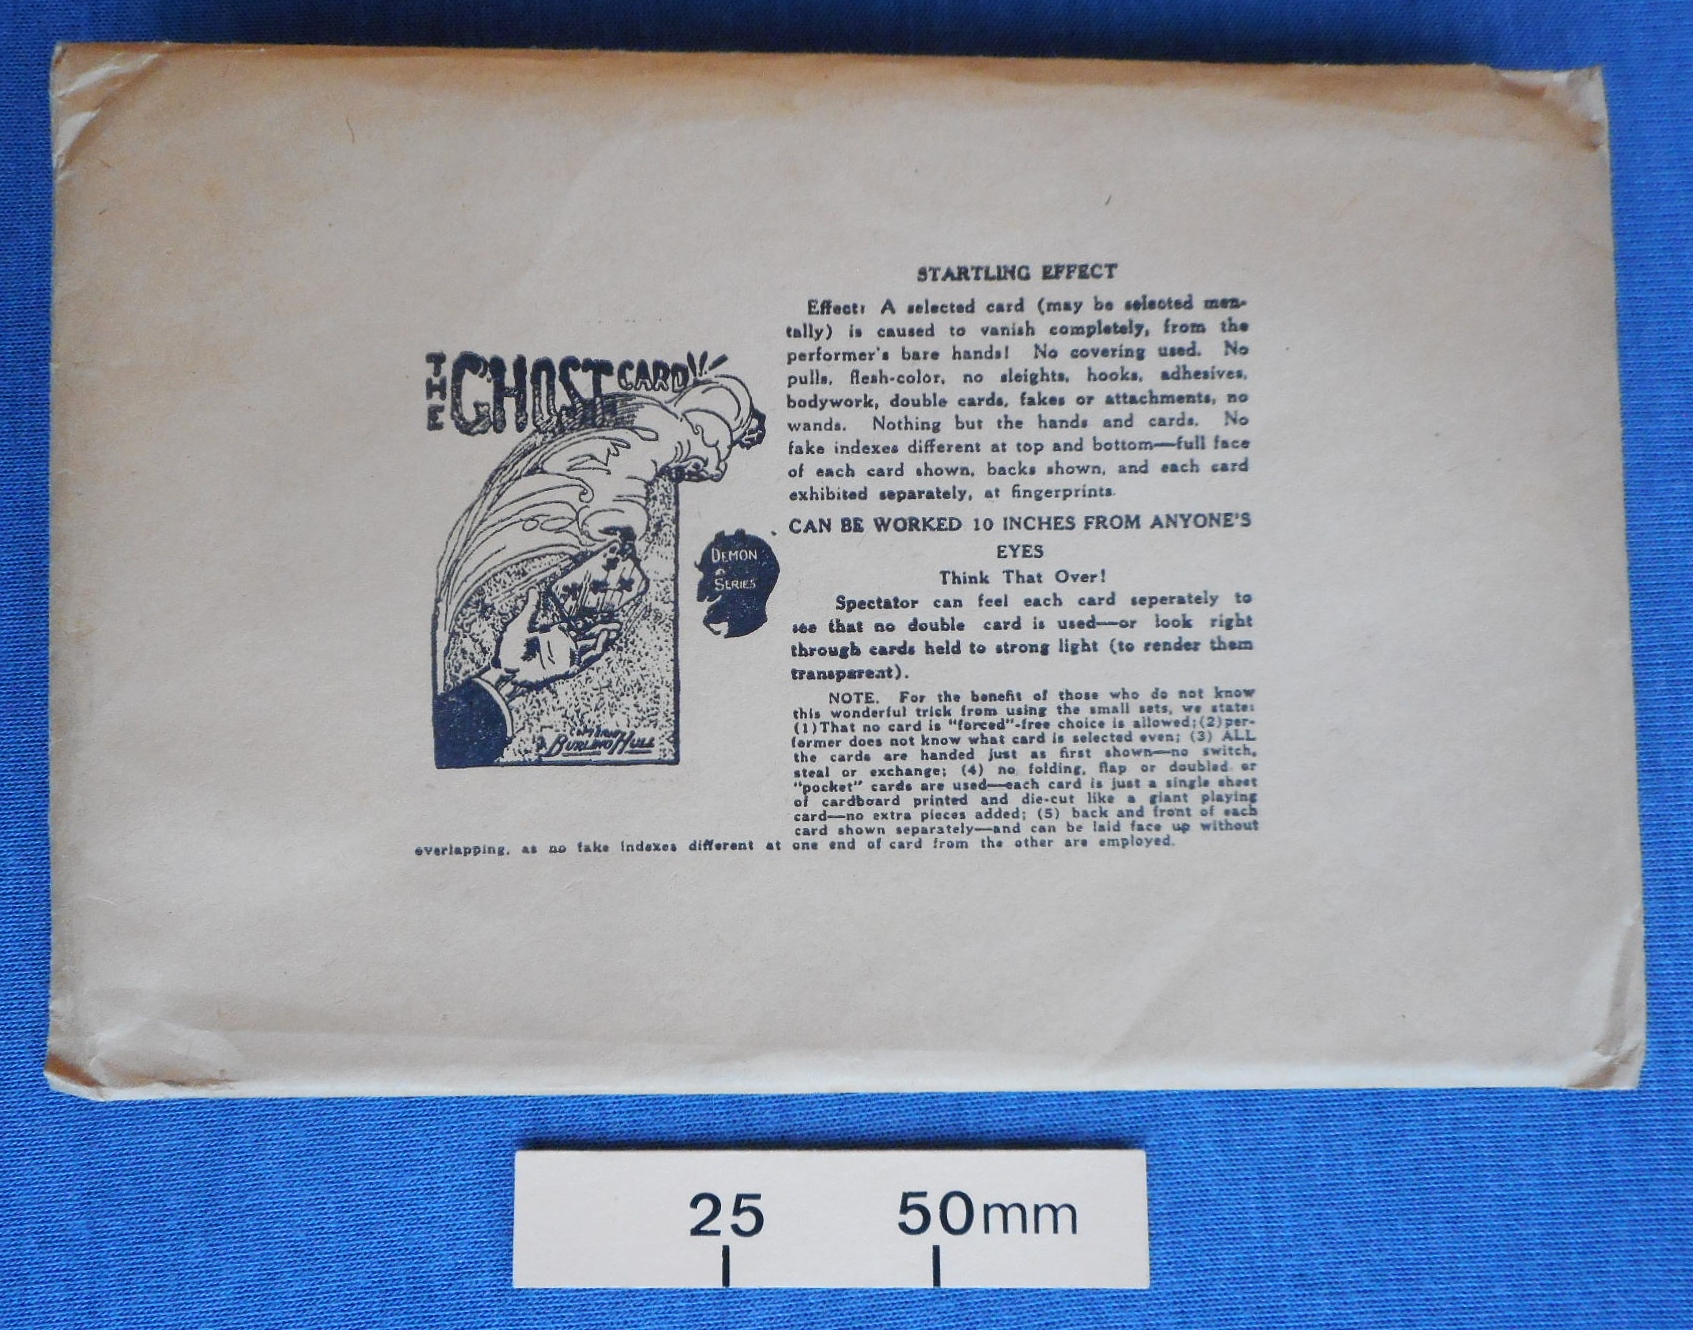 THE GHOST CARD
STARTLING EFFECT
Effect: A selected card (may be selected men-
tally) is caused to vanish completely, from the
performer's bare hands! No covering used. No
pulls, flesh-color, no sleights, hooks, adhesives,
bodywork, double cards, fakes or attachments, no
wands. Nothing but the hands and cards. No
fake indexes different at top and bottom—full face
of each card shown, backs shown, and each card
exhibited separately, at fingerprints.
CAN BE WORKED 10 INCHES FROM ANYONE'S
EYES
Think That Over!
Spectator can feel each card seperately to
see that no double card is used—or look right
through cards held to strong light (to render them
transparent).
NOTE. For the benefit of those who do not know
this wonderful trick from using the small sets, we state:
(1) That no card is "forced"-free choice is allowed; (2) per-
former does not know what card is selected even; (3) ALL
the cards are handed just as first shown—no switch,
steal or exchange; (4) no folding, flap or doubled or
"pocket" cards are used—each card is just a single sheet
of cardboard printed and die-cut like a giant playing
card—no extra pieces added; (5) back and front of each
card shown separately—and can be laid face up without
overlapping, as no fake indexes different at one end of card from the other are employed.
DEMON
SERIES
BURLING HULL
25 50mm